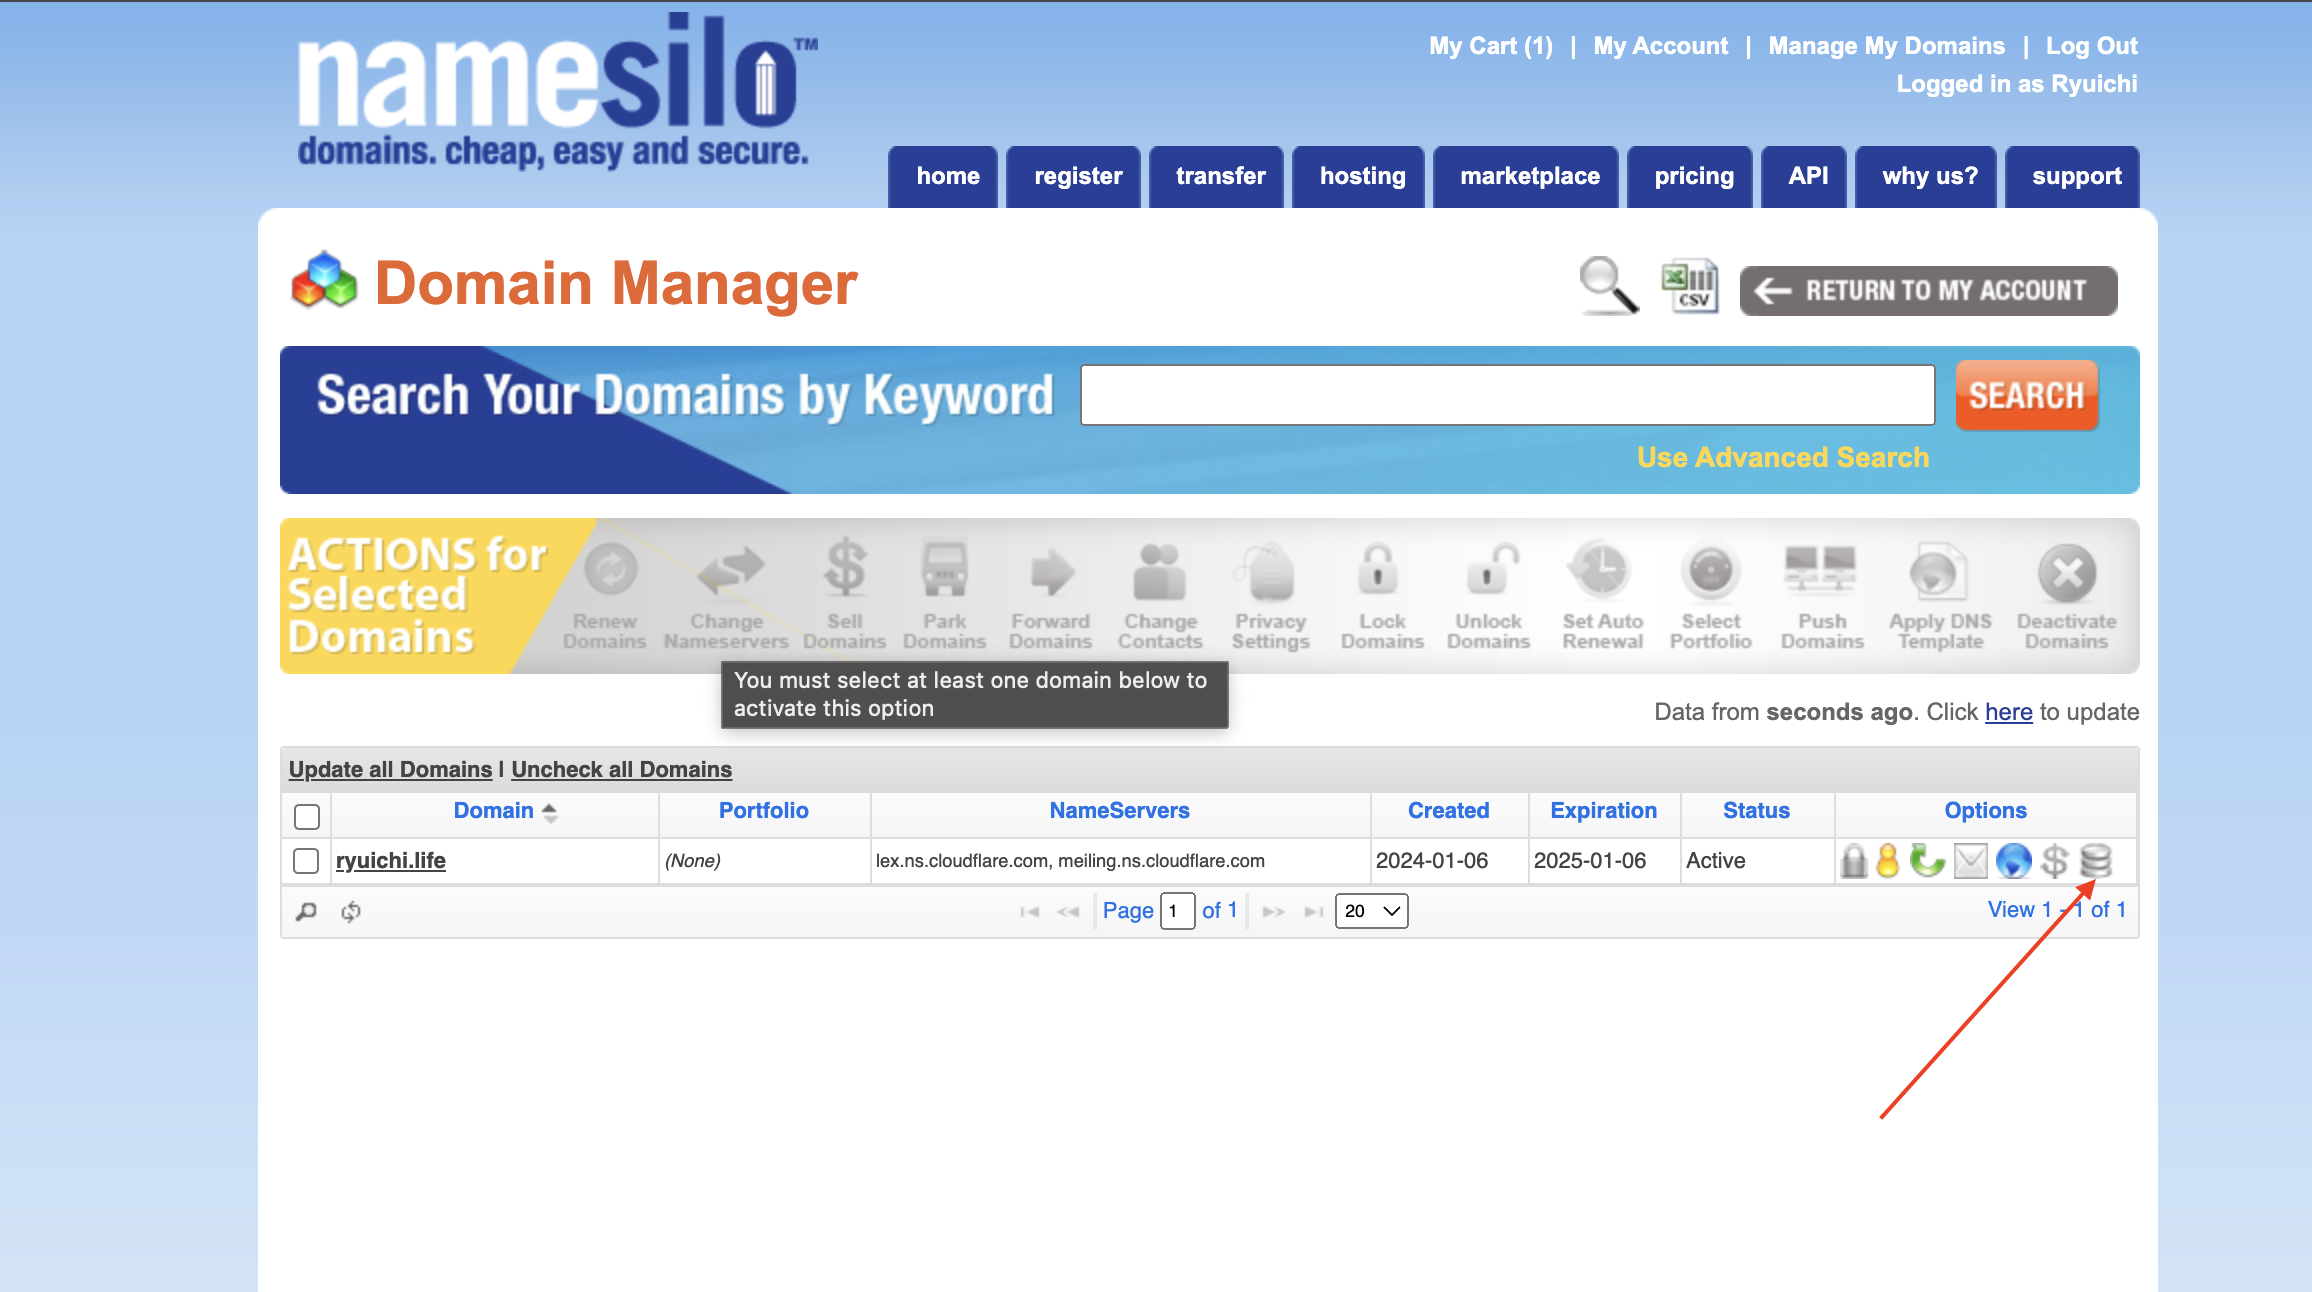 namesilo™
domains. cheap, easy and secure.
My Cart (1) | My Account | Manage My Domains | Log Out
Logged in as Ryuichi
home register transfer hosting marketplace pricing API why us? support
Domain Manager
CSV
RETURN TO MY ACCOUNT
Search Your Domains by Keyword
SEARCH
Use Advanced Search
ACTIONS for
Selected
Domains
Renew
Domains
Change
Nameservers
Sell
Domains
Park
Domains
Forward
Domains
Change
Contacts
Privacy
Settings
Lock
Domains
Unlock
Domains
Set Auto
Renewal
Select
Portfolio
Push
Domains
Apply DNS
Template
Deactivate
Domains
You must select at least one domain below to
activate this option
Data from seconds ago. Click here to update
Update all Domains | Uncheck all Domains
Domain Portfolio NameServers Created Expiration Status Options
ryuichi.life (None) lex.ns.cloudflare.com, meiling.ns.cloudflare.com 2024-01-06 2025-01-06 Active
Page 1 of 1 20 View 1 - 1 of 1